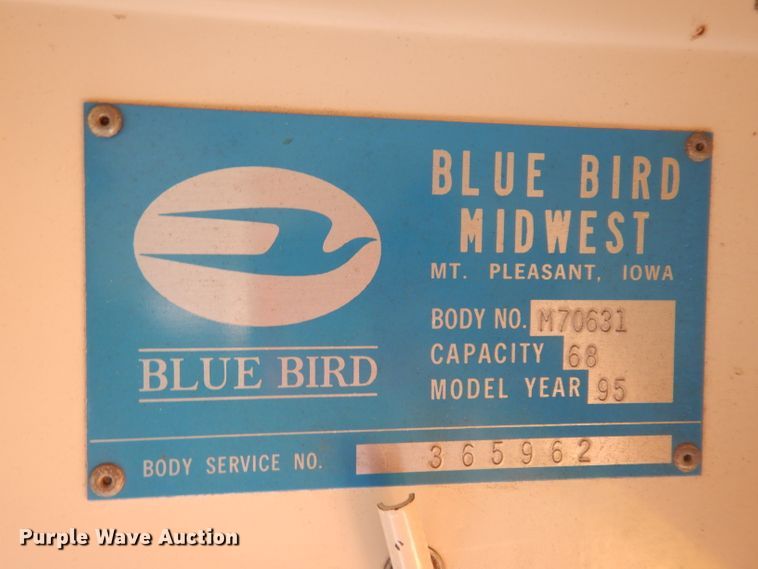 BLUE BIRD
MIDWEST
MT. PLEASANT, IOWA
BODY NO. M70631
CAPACITY 68
MODEL YEAR 95
BLUE BIRD
BODY SERVICE NO. 365962
Purple Wave Auction